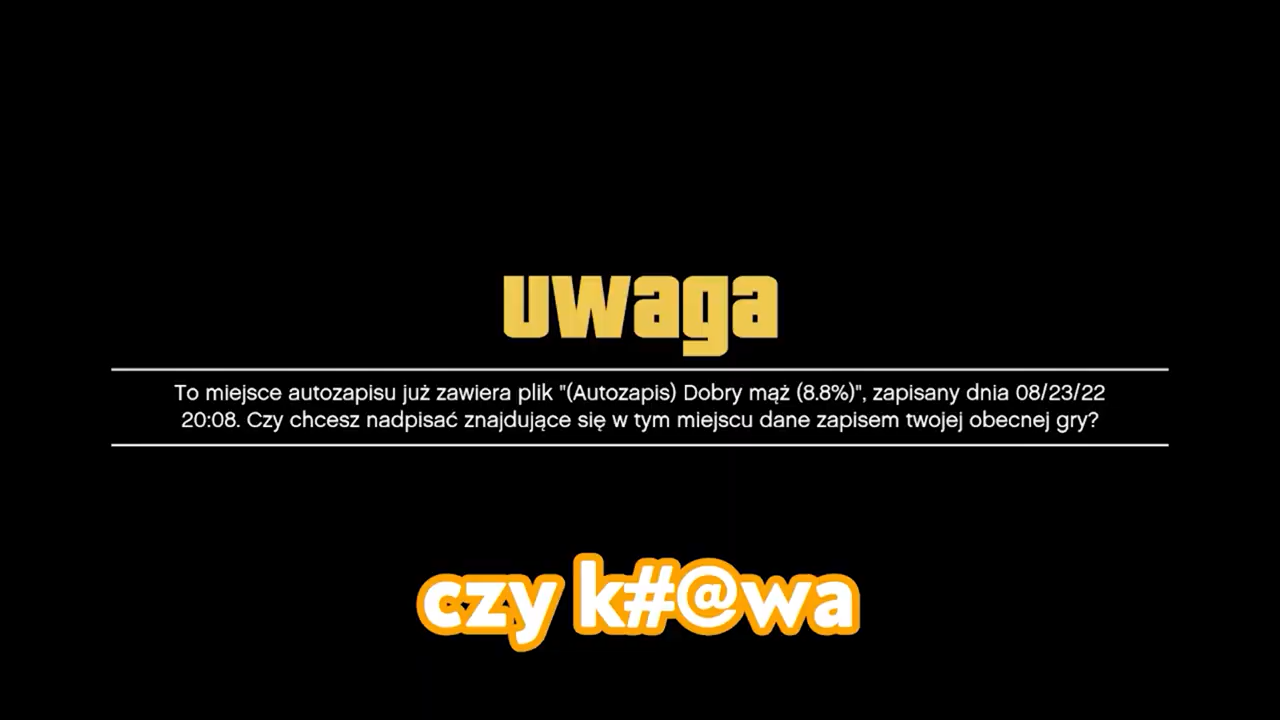 uwaga
To miejsce autozapisu już zawiera plik "(Autozapis) Dobry mąż (8.8%)", zapisany dnia 08/23/22
20:08. Czy chcesz nadpisać znajdujące się w tym miejscu dane zapisem twojej obecnej gry?
czy k#@wa